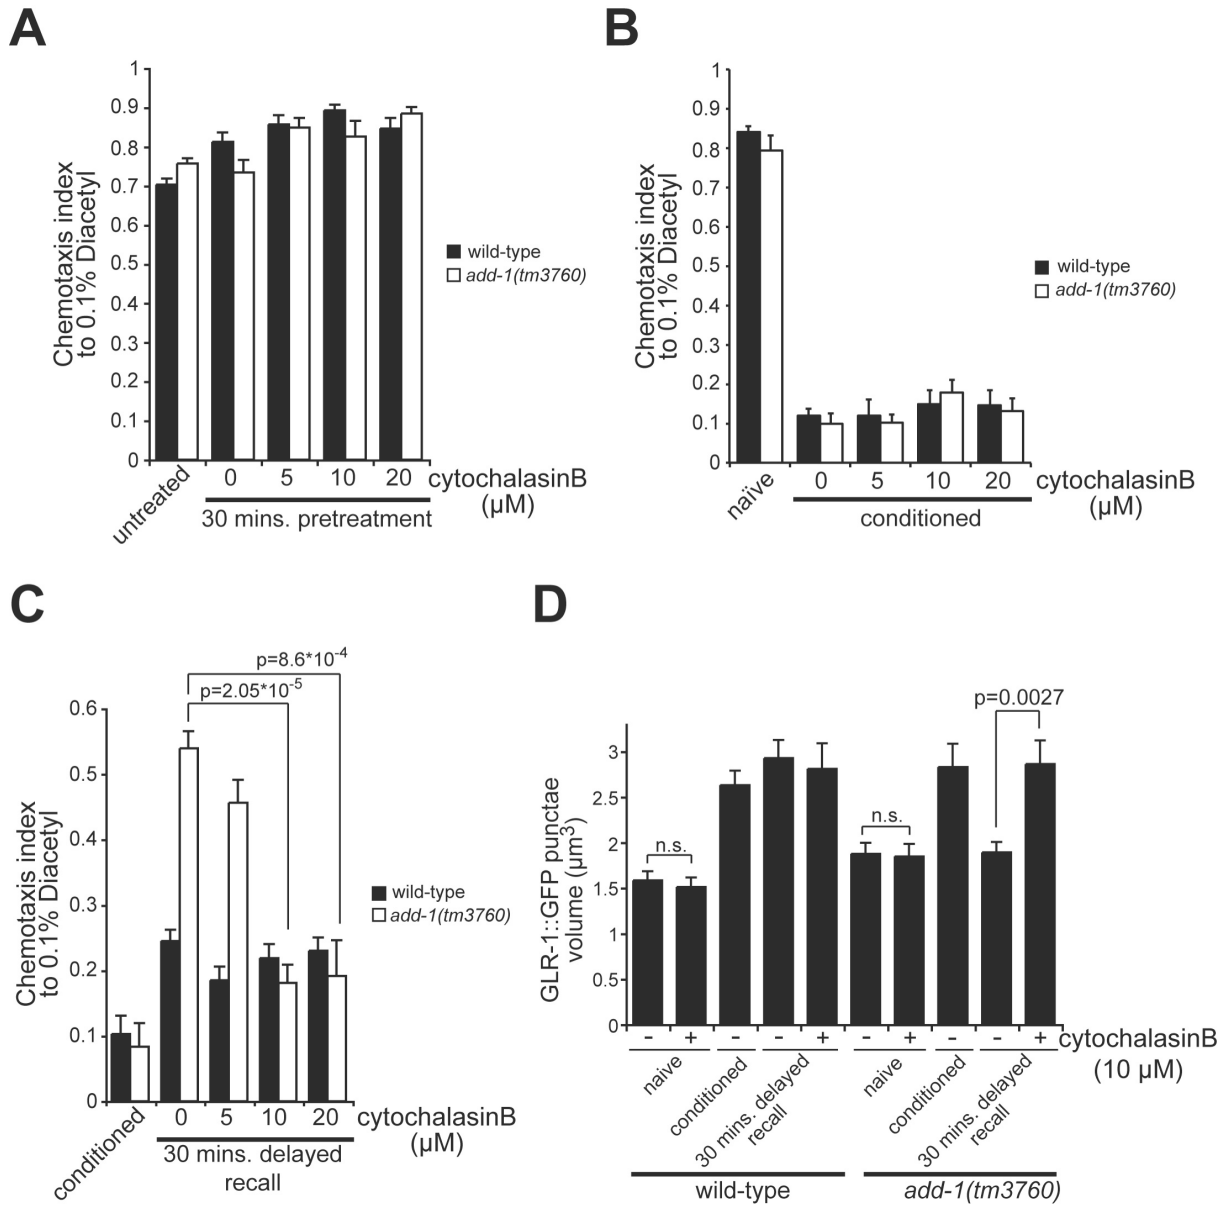 A
Chemotaxis index
to 0.1% Diacetyl
1
0.9
0.8
0.7
0.6
0.5
0.4
0.3
0.2
0.1
0
untreated
0 5 10 20
cytochalasinB
(µM)
30 mins. pretreatment
wild-type
add-1(tm3760)
B
Chemotaxis index
to 0.1% Diacetyl
1
0.9
0.8
0.7
0.6
0.5
0.4
0.3
0.2
0.1
0
naïve
0 5 10 20
cytochalasinB
(µM)
conditioned
wild-type
add-1(tm3760)
C
p=8.6*10-4
p=2.05*10-5
Chemotaxis index
to 0.1% Diacetyl
0.6
0.5
0.4
0.3
0.2
0.1
0
conditioned
0 5 10 20
cytochalasinB
(µM)
30 mins. delayed
recall
wild-type
add-1(tm3760)
D
p=0.0027
n.s.
n.s.
GLR-1::GFP punctae
volume (µm3)
3
2.5
2
1.5
1
0.5
0
- + - - + - + - - +
cytochalasinB
(10 µM)
naive
conditioned
30 mins. delayed
recall
naive
conditioned
30 mins. delayed
recall
wild-type
add-1(tm3760)